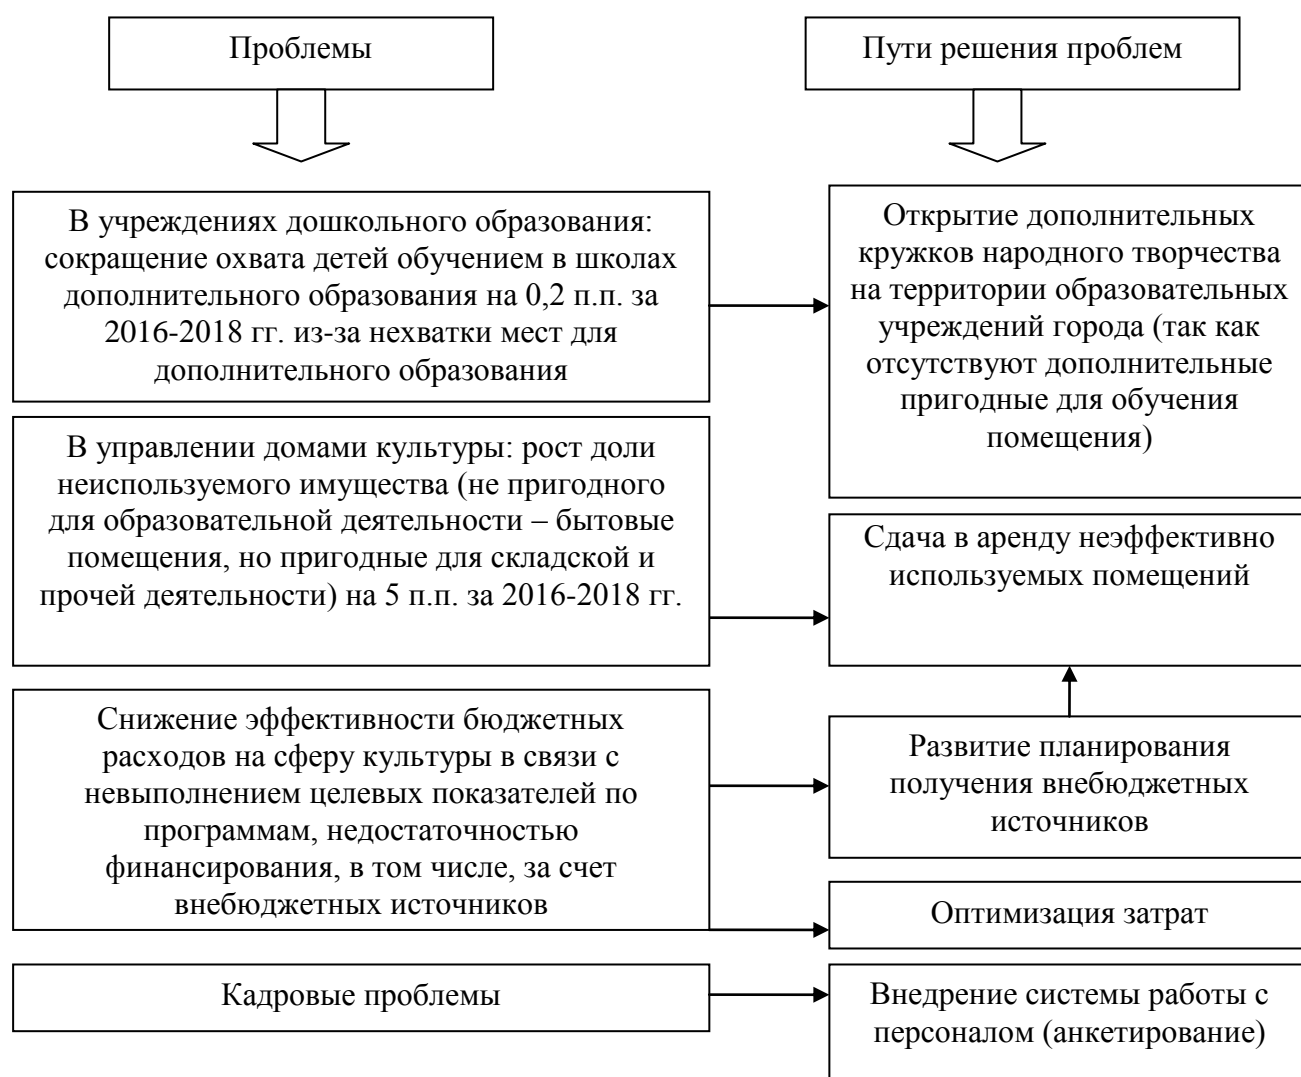 Проблемы
Пути решения проблем
В учреждениях дошкольного образования:
сокращение охвата детей обучением в школах
дополнительного образования на 0,2 п.п. за
2016-2018 гг. из-за нехватки мест для
дополнительного образования
Открытие дополнительных
кружков народного творчества
на территории образовательных
учреждений города (так как
отсутствуют дополнительные
пригодные для обучения
помещения)
В управлении домами культуры: рост доли
неиспользуемого имущества (не пригодного
для образовательной деятельности – бытовые
помещения, но пригодные для складской и
прочей деятельности) на 5 п.п. за 2016-2018 гг.
Сдача в аренду неэффективно
используемых помещений
Снижение эффективности бюджетных
расходов на сферу культуры в связи с
невыполнением целевых показателей по
программам, недостаточностью
финансирования, в том числе, за счет
внебюджетных источников
Развитие планирования
получения внебюджетных
источников
Оптимизация затрат
Кадровые проблемы
Внедрение системы работы с
персоналом (анкетирование)